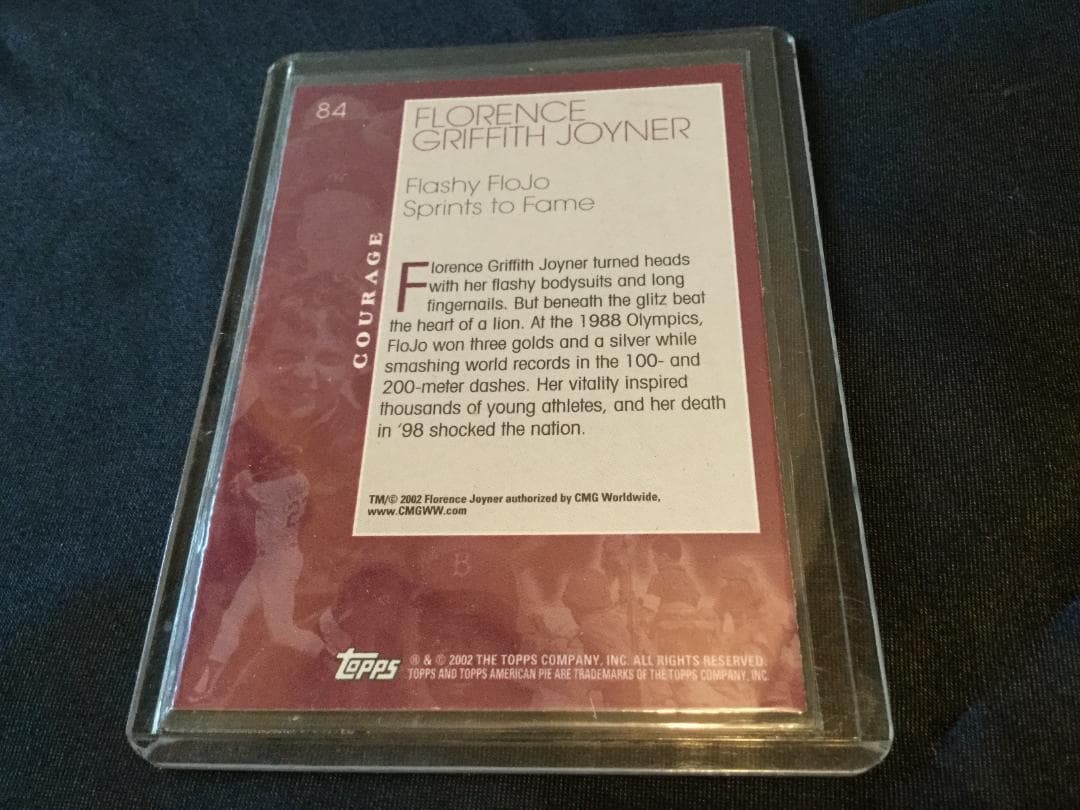 84
FLORENCE
GRIFFITH JOYNER
Flashy FloJo
Sprints to Fame
COURAGE
Florence Griffith Joyner turned heads
with her flashy bodysuits and long
fingernails. But beneath the glitz beat
the heart of a lion. At the 1988 Olympics,
FloJo won three golds and a silver while
smashing world records in the 100- and
200-meter dashes. Her vitality inspired
thousands of young athletes, and her death
in ‘98 shocked the nation.
TM/© 2002 Florence Joyner authorized by CMG Worldwide,
www.CMGWW.com
B
Topps
® & © 2002 THE TOPPS COMPANY, INC. ALL RIGHTS RESERVED.
TOPPS AND TOPPS AMERICAN PIE ARE TRADEMARKS OF THE TOPPS COMPANY, INC.